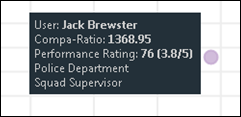 User: Jack Brewster
Compa-Ratio: 1368.95
Performance Rating: 76 (3.8/5)
Police Department
Squad Supervisor